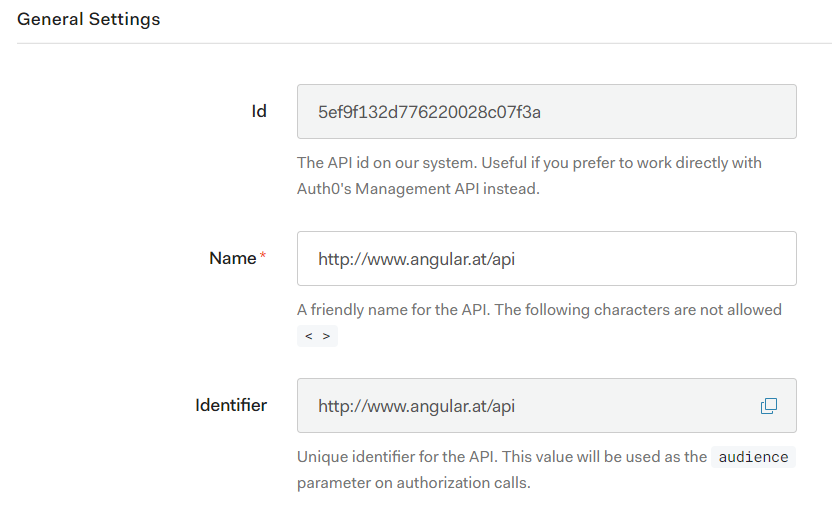 General Settings
Id
5ef9f132d776220028c07f3a
The API id on our system. Useful if you prefer to work directly with
Auth0's Management API instead.
Name*
http://www.angular.at/api
A friendly name for the API. The following characters are not allowed
< >
Identifier
http://www.angular.at/api
Unique identifier for the API. This value will be used as the audience
parameter on authorization calls.